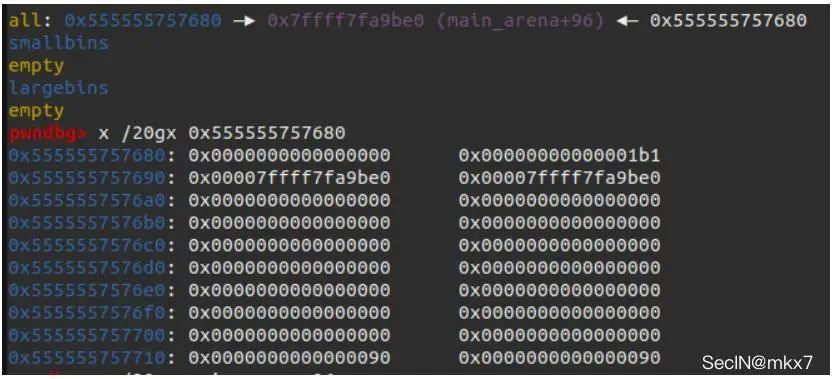 all: 0x555555757680 —▸ 0x7ffff7fa9be0 (main_arena+96) ◂— 0x555555757680
smallbins
empty
largebins
empty
pwndbg> x /20gx 0x555555757680
0x555555757680: 0x0000000000000000 0x00000000000001b1
0x555555757690: 0x00007ffff7fa9be0 0x00007ffff7fa9be0
0x5555557576a0: 0x0000000000000000 0x0000000000000000
0x5555557576b0: 0x0000000000000000 0x0000000000000000
0x5555557576c0: 0x0000000000000000 0x0000000000000000
0x5555557576d0: 0x0000000000000000 0x0000000000000000
0x5555557576e0: 0x0000000000000000 0x0000000000000000
0x5555557576f0: 0x0000000000000000 0x0000000000000000
0x555555757700: 0x0000000000000000 0x0000000000000000
0x555555757710: 0x0000000000000090 0x0000000000000090
SecIN@mkx7